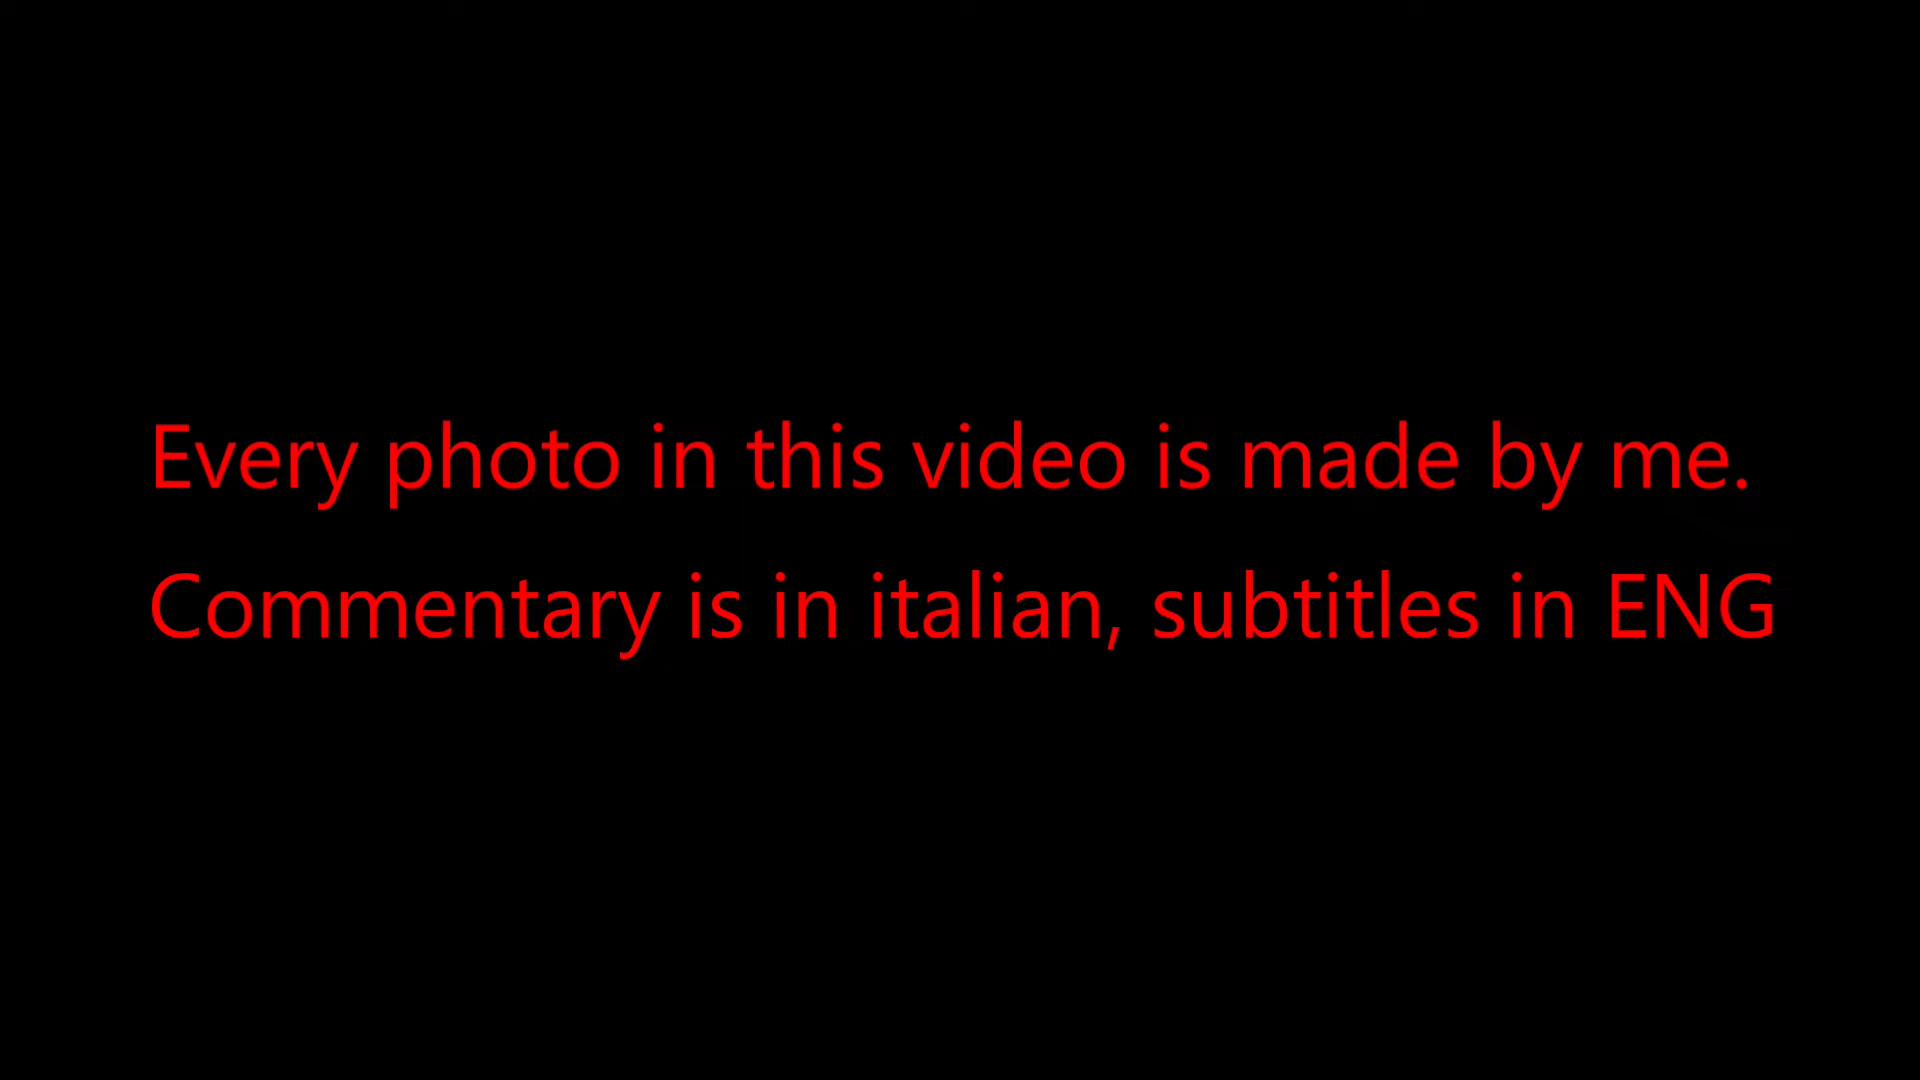 Every photo in this video is made by me.
Commentary is in italian, subtitles in ENG